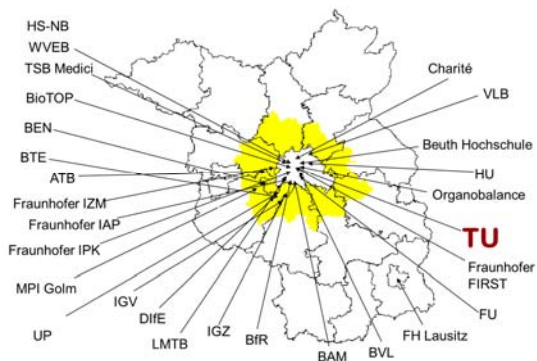 HS-NB
WVEB
TSB Medici
BioTOP
BEN
BTE
ATB
Fraunhofer IZM
Fraunhofer IAP
Fraunhofer IPK
MPI Golm
UP
IGV
DIfE
LMTB
IGZ
BfR
BAM
BVL
FH Lausitz
FU
Fraunhofer
FIRST
TU
Organobalance
HU
Beuth Hochschule
VLB
Charité